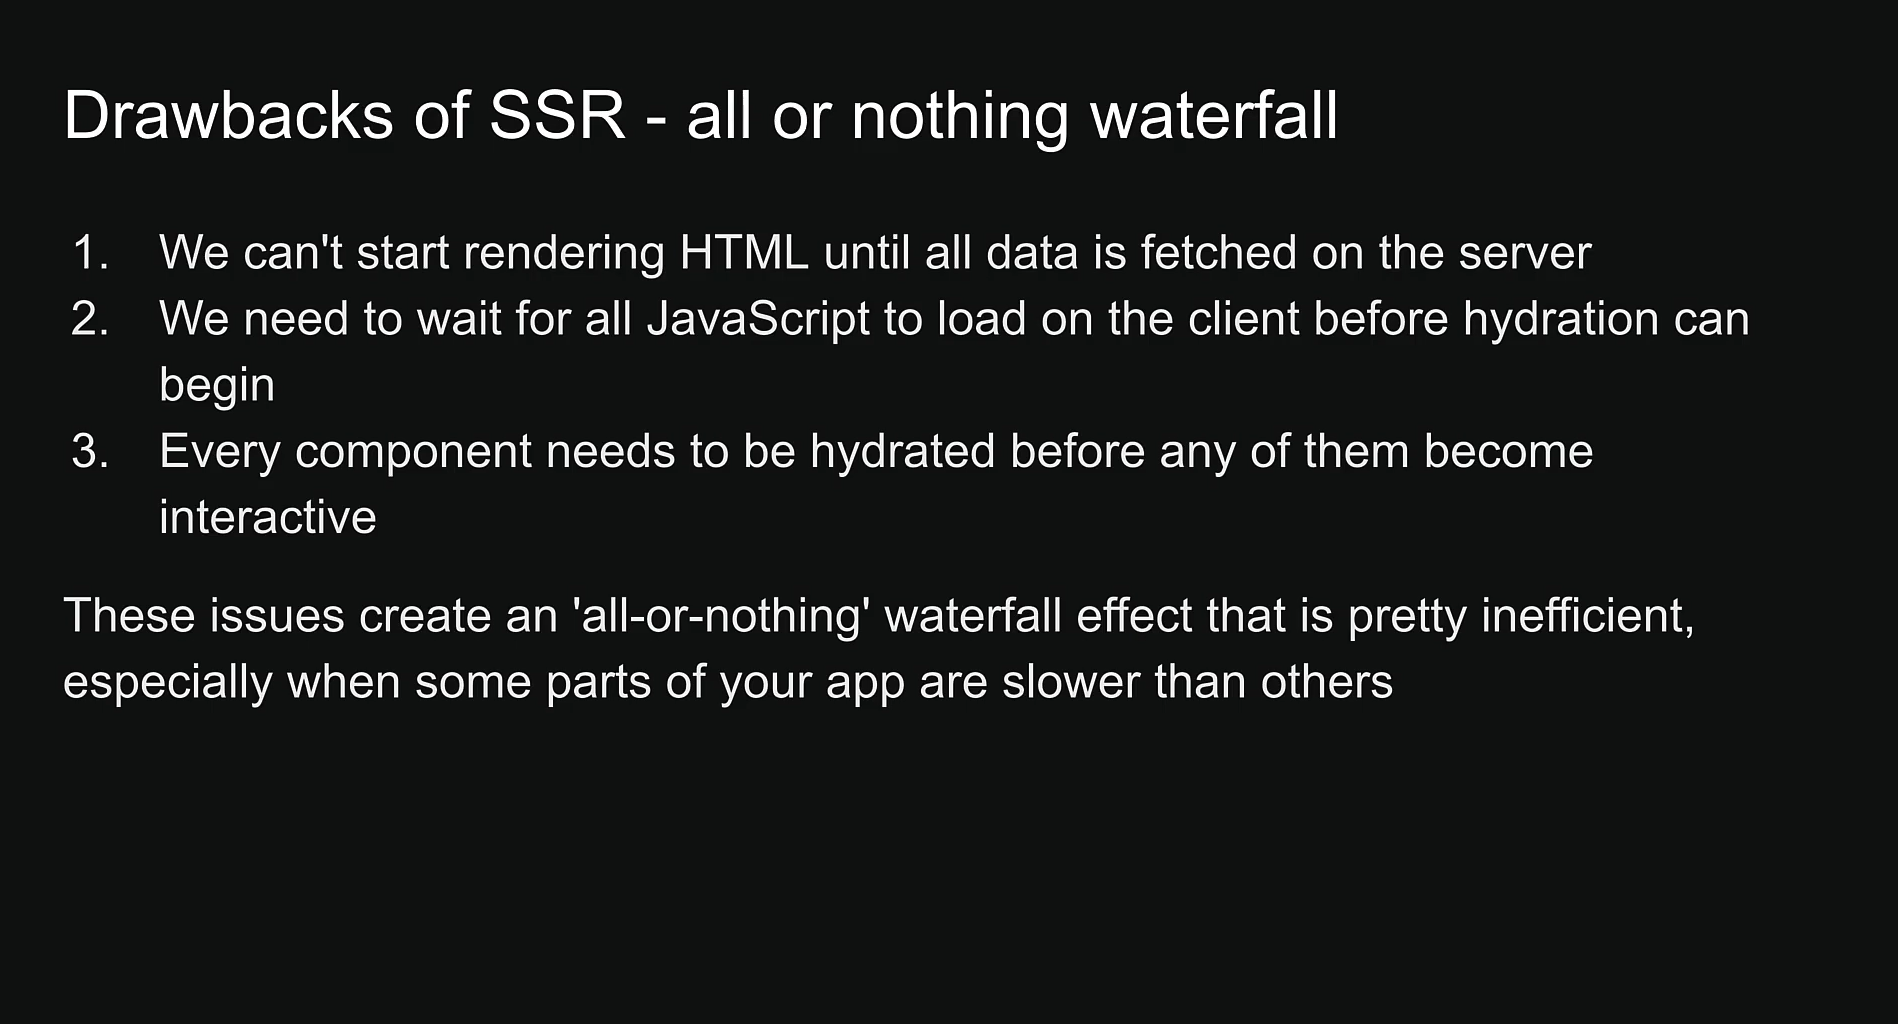 Drawbacks of SSR - all or nothing waterfall
1. We can't start rendering HTML until all data is fetched on the server
2. We need to wait for all JavaScript to load on the client before hydration can
begin
3. Every component needs to be hydrated before any of them become
interactive
These issues create an 'all-or-nothing' waterfall effect that is pretty inefficient,
especially when some parts of your app are slower than others